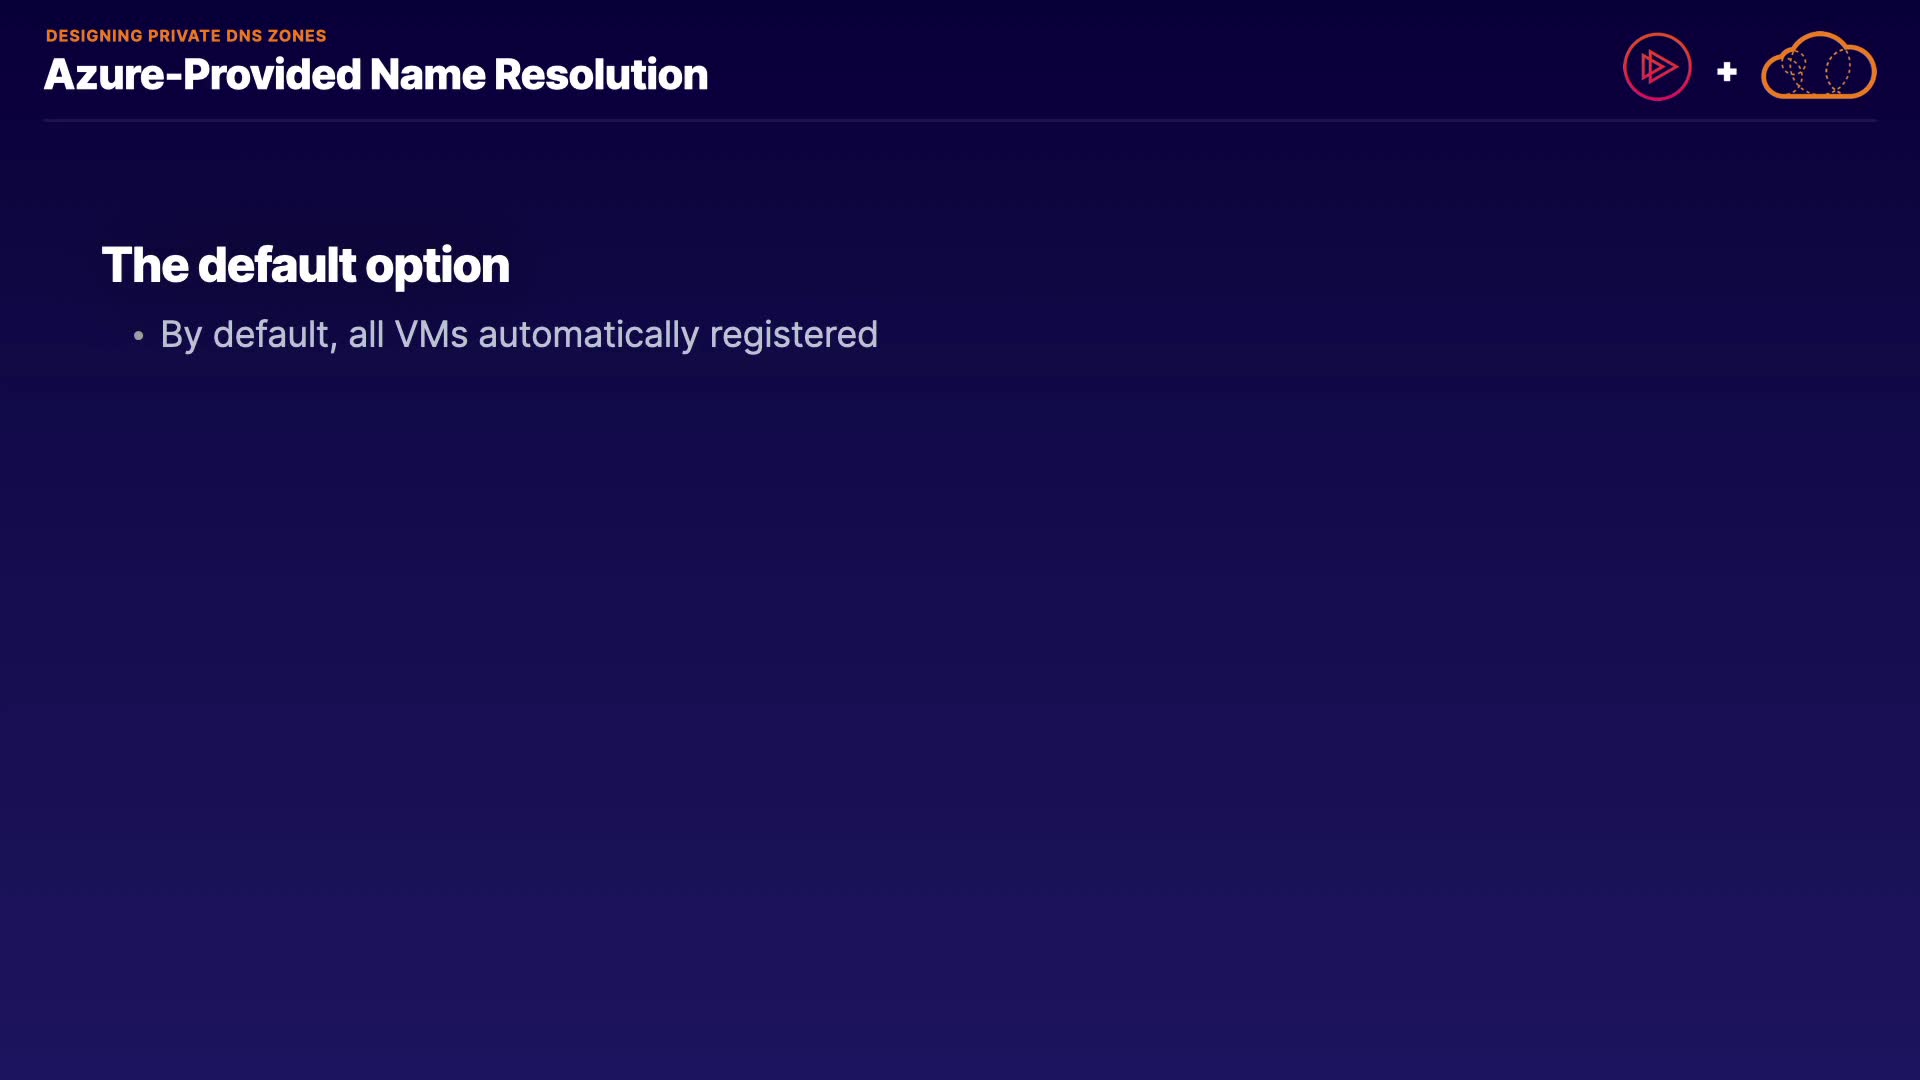 DESIGNING PRIVATE DNS ZONES
Azure-Provided Name Resolution
+
The default option
• By default, all VMs automatically registered